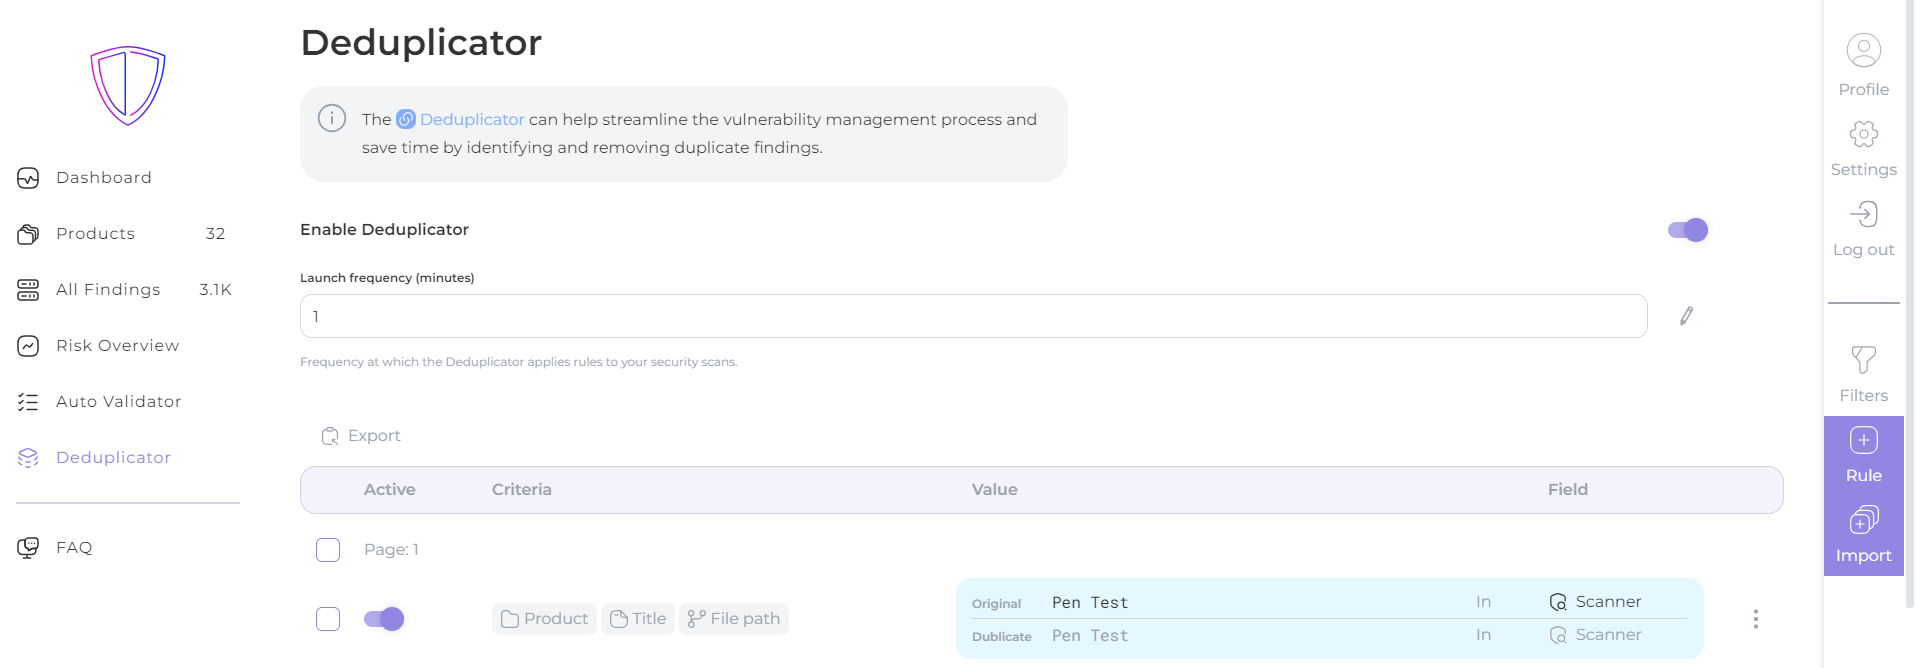 Deduplicator
The Deduplicator can help streamline the vulnerability management process and
save time by identifying and removing duplicate findings.
Dashboard
Products 32
All Findings 3.1K
Risk Overview
Auto Validator
Deduplicator
FAQ
Enable Deduplicator
Launch frequency (minutes)
1
Frequency at which the Deduplicator applies rules to your security scans.
Export
Active Criteria Value Field
Page: 1
Product Title File path
Original Pen Test In Scanner
Dublicate Pen Test In Scanner
Profile
Settings
Log out
Filters
Rule
Import